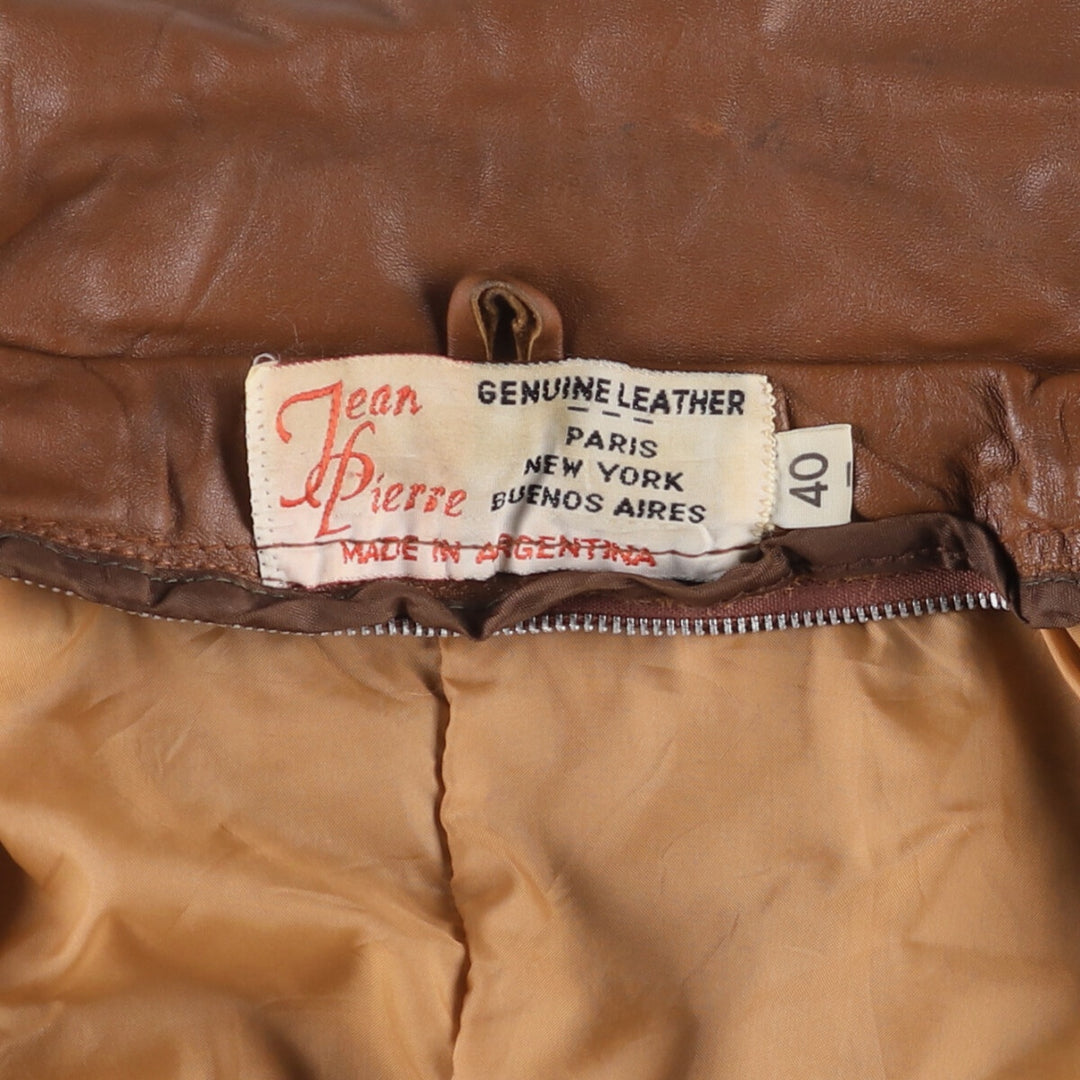 Jean
Pierre
GENUINE LEATHER
PARIS
NEW YORK
BUENOS AIRES
MADE IN ARGENTINA
40